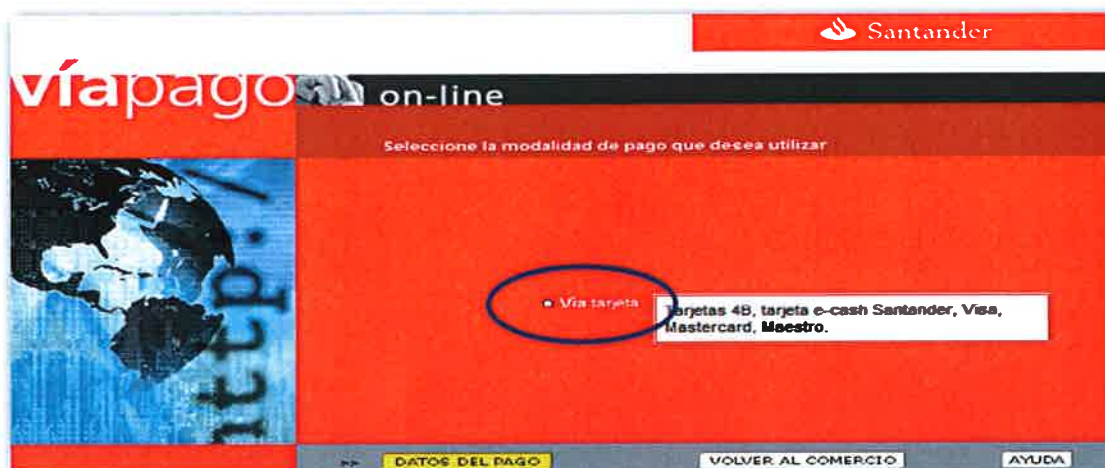 Santander
víapago
on-line
Seleccione la modalidad de pago que desea utilizar
http:/
Vía tarjeta
Tarjetas 4B, tarjeta e-cash Santander, Visa,
Mastercard, Maestro.
>> DATOS DEL PAGO VOLVER AL COMERCIO AYUDA